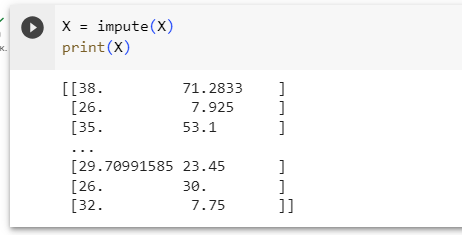 X = impute(X)
print(X)
[[38.         71.2833    ]
 [26.          7.925     ]
 [35.         53.1       ]
 ...
 [29.70991585 23.45      ]
 [26.         30.        ]
 [32.          7.75      ]]